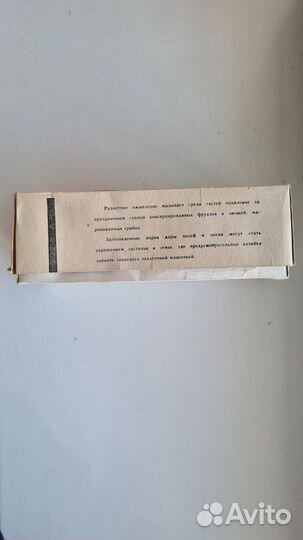 Радостное оживление вызывает среди гостей появление за
праздничным столом консервированных фруктов и овощей, ма-
ринованных грибов.
Заготовленные впрок дары полей и лесов могут стать
украшением застолья в семье, где предусмотрительная хозяйка
заранее запаслась закаточной машинкой.
Avito